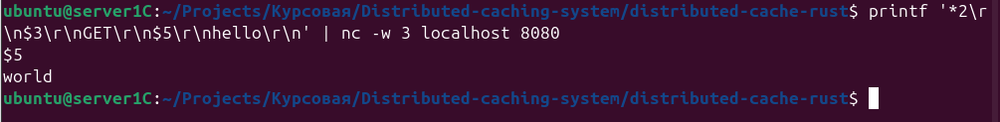 ubuntu@server1C:~/Projects/Курсовая/Distributed-caching-system/distributed-cache-rust$ printf '*2\r
\n$3\r\nGET\r\n$5\r\nhello\r\n' | nc -w 3 localhost 8080
$5
world
ubuntu@server1C:~/Projects/Курсовая/Distributed-caching-system/distributed-cache-rust$